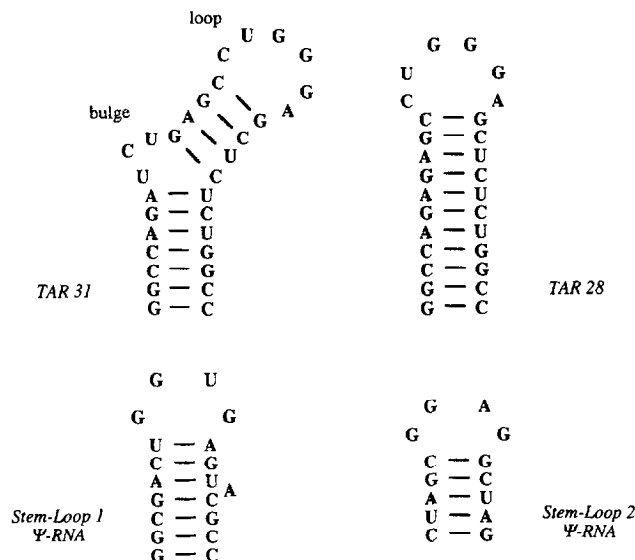 loop
U G
C G
C G
G A
A G
bulge
G C
U U
C C
U
A — U
G — C
A — U
C — G
C — G
G — C
G — C
TAR 31
G G
U G
C A
C — G
G — C
A — U
G — C
A — U
G — C
A — U
C — G
C — G
G — C
G — C
TAR 28
G U
G G
U — A
C — G
A — U
G — C A
C — G
G — C
G — C
Stem-Loop 1
Ψ-RNA
G A
G G
C — G
G — C
A — U
U — A
C — G
Stem-Loop 2
Ψ-RNA